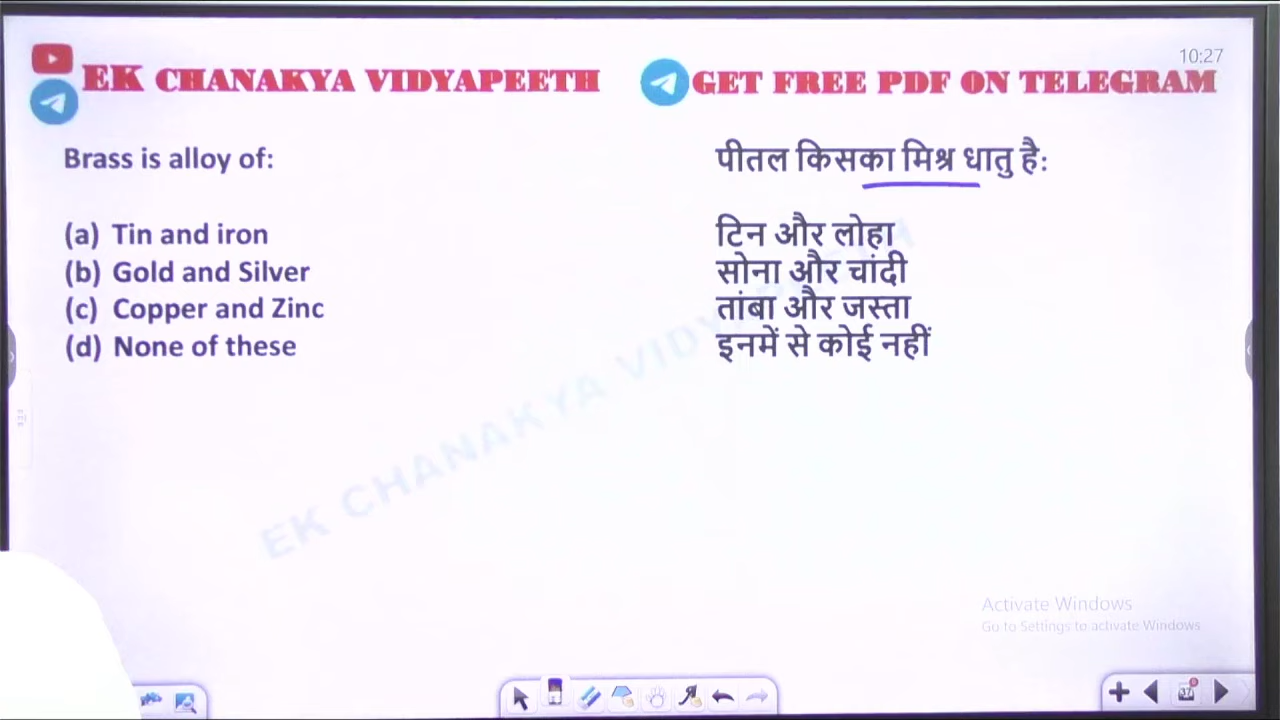 10:27
EK CHANAKYA VIDYAPEETH
GET FREE PDF ON TELEGRAM
Brass is alloy of:
(a) Tin and iron
(b) Gold and Silver
(c) Copper and Zinc
(d) None of these
पीतल किसका मिश्र धातु है:
टिन और लोहा
सोना और चांदी
तांबा और जस्ता
इनमें से कोई नहीं
EK CHANAKYA VIDYAPEETH
Activate Windows
Go to Settings to activate Windows
37